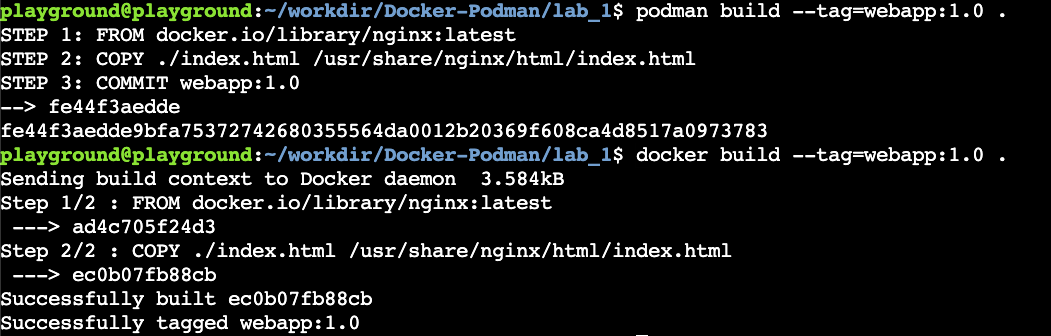 playground@playground:~/workdir/Docker-Podman/lab_1$ podman build --tag=webapp:1.0 .
STEP 1: FROM docker.io/library/nginx:latest
STEP 2: COPY ./index.html /usr/share/nginx/html/index.html
STEP 3: COMMIT webapp:1.0
--> fe44f3aedde
fe44f3aedde9bfa75372742680355564da0012b20369f608ca4d8517a0973783
playground@playground:~/workdir/Docker-Podman/lab_1$ docker build --tag=webapp:1.0 .
Sending build context to Docker daemon  3.584kB
Step 1/2 : FROM docker.io/library/nginx:latest
 ---> ad4c705f24d3
Step 2/2 : COPY ./index.html /usr/share/nginx/html/index.html
 ---> ec0b07fb88cb
Successfully built ec0b07fb88cb
Successfully tagged webapp:1.0